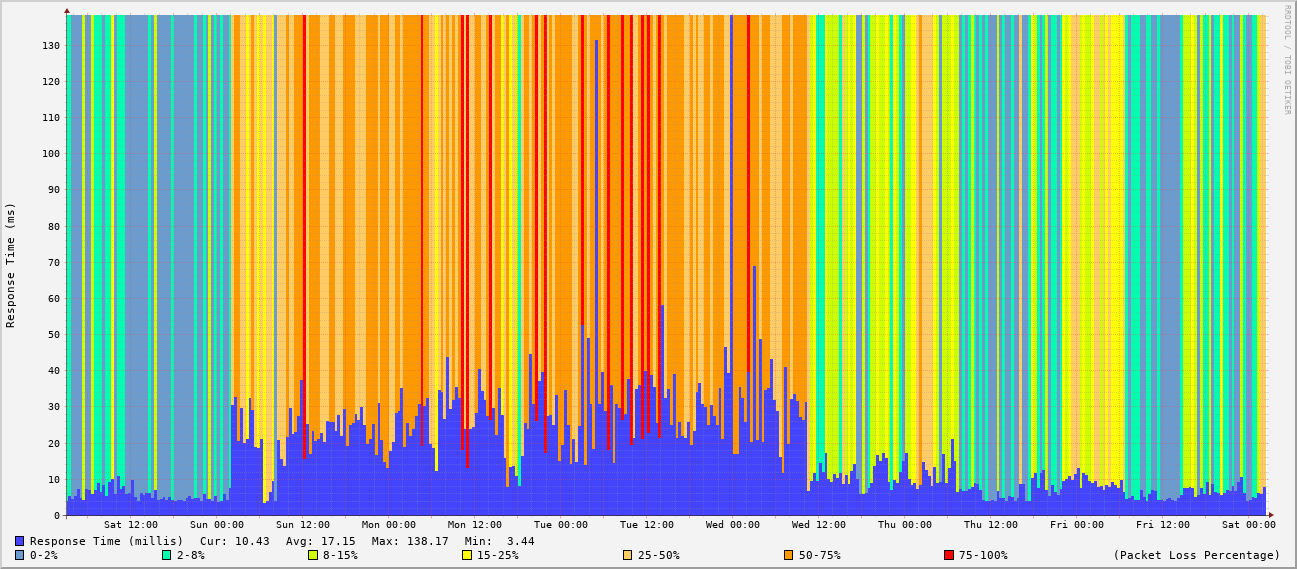 RRDTOOL / TOBI OETIKER
Response Time (ms)
130
120
110
100
90
80
70
60
50
40
30
20
10
0
Sat 12:00 Sun 00:00 Sun 12:00 Mon 00:00 Mon 12:00 Tue 00:00 Tue 12:00 Wed 00:00 Wed 12:00 Thu 00:00 Thu 12:00 Fri 00:00 Fri 12:00 Sat 00:00
Response Time (millis) Cur: 10.43 Avg: 17.15 Max: 138.17 Min: 3.44
0-2% 2-8% 8-15% 15-25% 25-50% 50-75% 75-100% (Packet Loss Percentage)